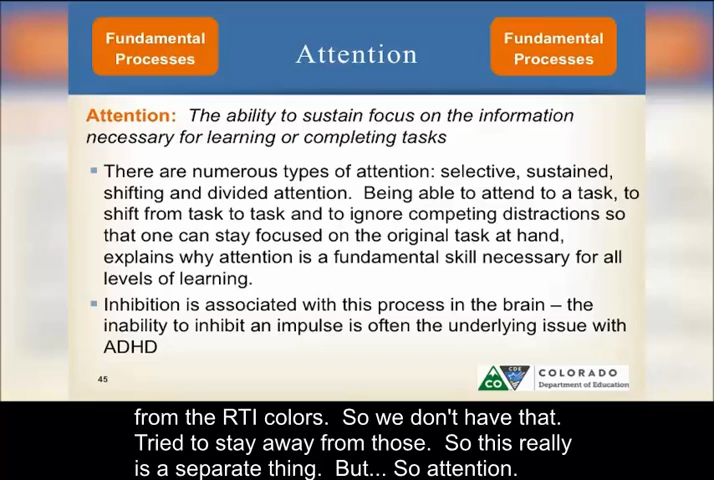 Fundamental
Processes
Attention
Fundamental
Processes
Attention: The ability to sustain focus on the information
necessary for learning or completing tasks
There are numerous types of attention: selective, sustained,
shifting and divided attention. Being able to attend to a task, to
shift from task to task and to ignore competing distractions so
that one can stay focused on the original task at hand,
explains why attention is a fundamental skill necessary for all
levels of learning.
Inhibition is associated with this process in the brain – the
inability to inhibit an impulse is often the underlying issue with
ADHD
45
CO
CDE
COLORADO
Department of Education
from the RTI colors. So we don't have that.
Tried to stay away from those. So this really
is a separate thing. But... So attention.